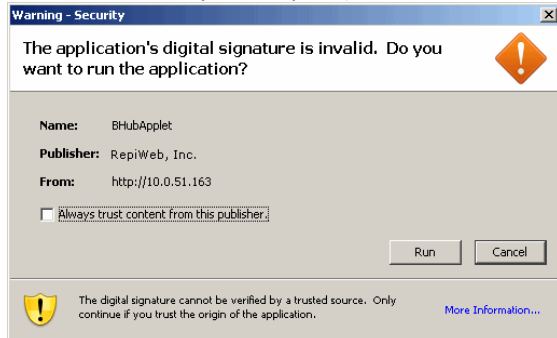 Warning - Security
The application's digital signature is invalid. Do you
want to run the application?
Name: BHubApplet
Publisher: RepiWeb, Inc.
From: http://10.0.51.163
Always trust content from this publisher.
Run Cancel
The digital signature cannot be verified by a trusted source. Only
continue if you trust the origin of the application.
More Information...